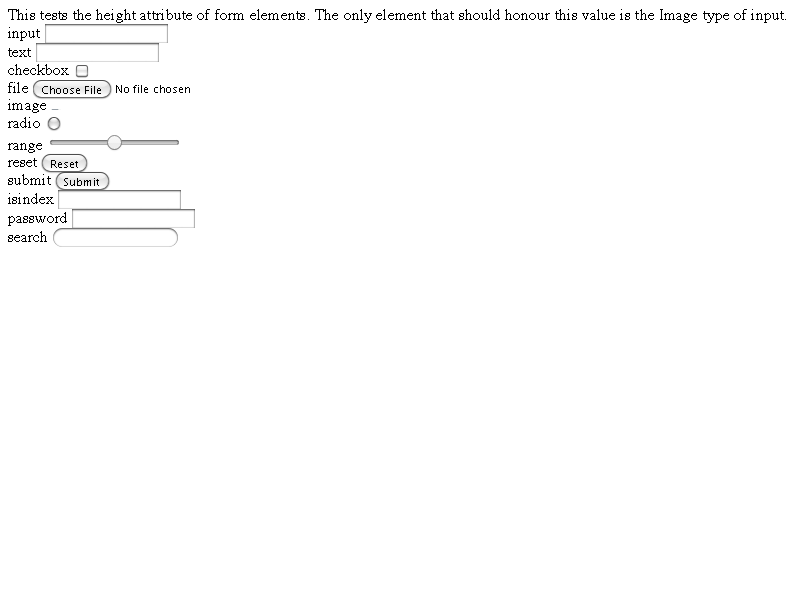 This tests the height attribute of form elements. The only element that should honour this value is the Image type of input.
input
text
checkbox
file Choose File No file chosen
image
radio
range
reset Reset
submit Submit
isindex
password
search